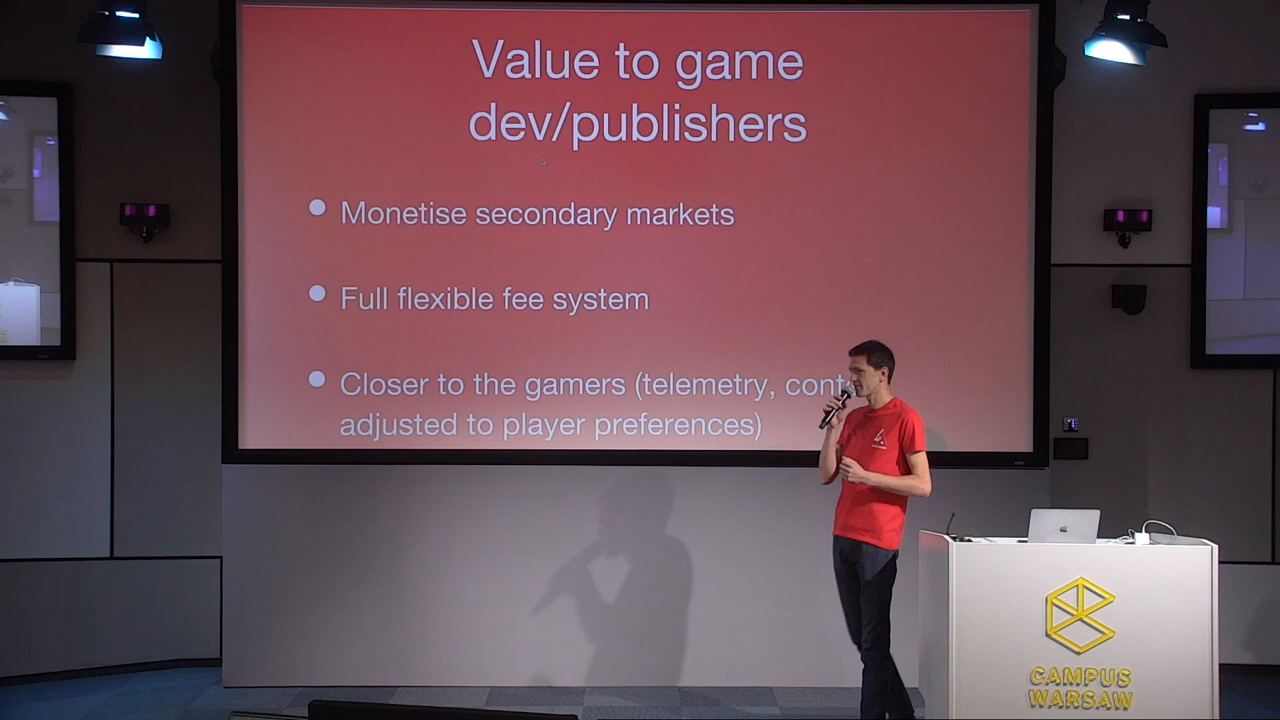 Value to game
dev/publishers
Monetise secondary markets
Full flexible fee system
Closer to the gamers (telemetry,
adjusted to player preferences)
CAMPUS
WARSAW